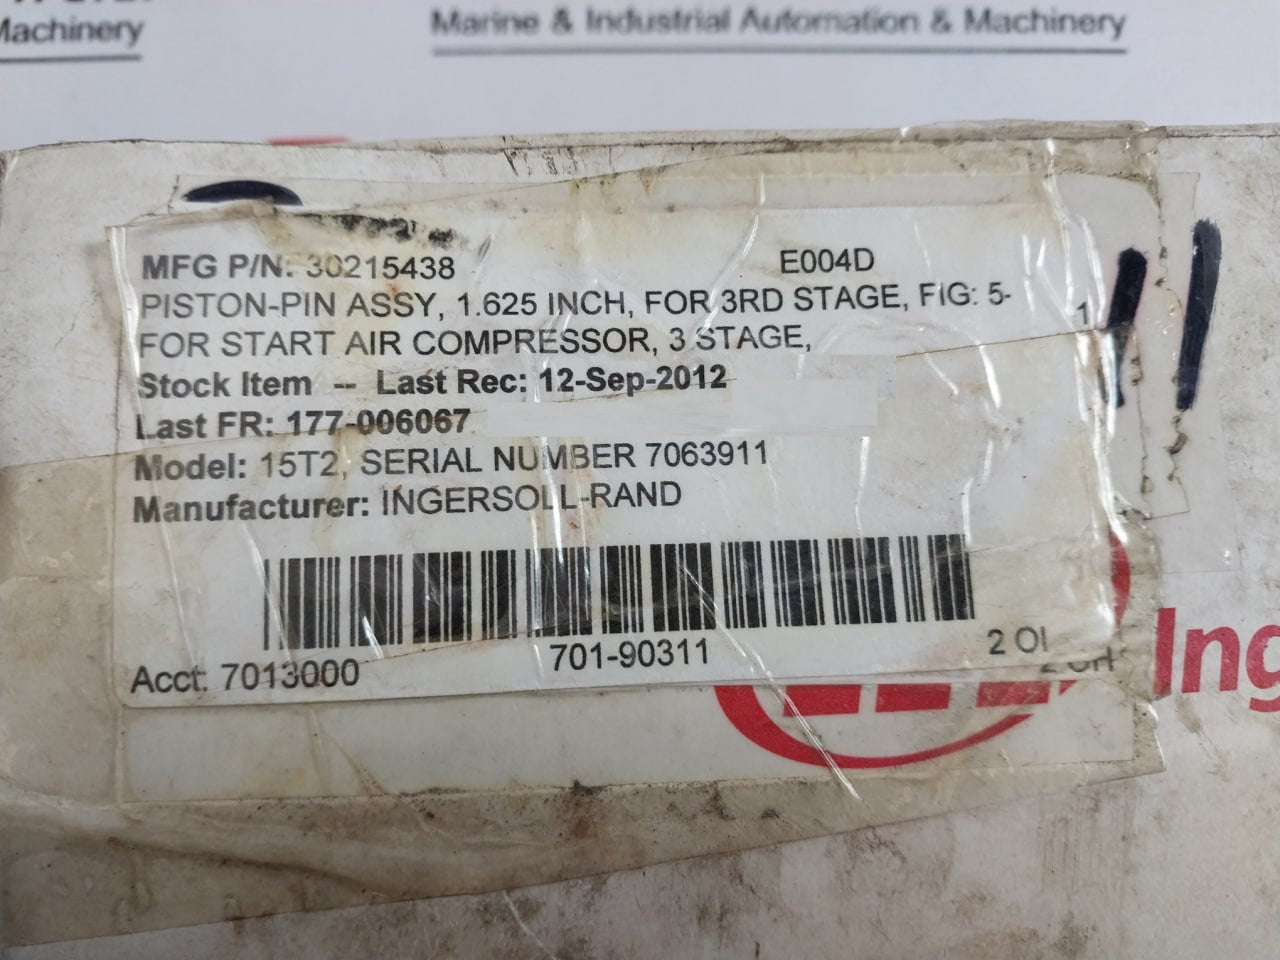 Machinery
Marine & Industrial Automation & Machinery
MFG P/N: 30215438 E004D
PISTON-PIN ASSY, 1.625 INCH, FOR 3RD STAGE, FIG: 5-
1
FOR START AIR COMPRESSOR, 3 STAGE,
Stock Item -- Last Rec: 12-Sep-2012
Last FR: 177-006067
Model: 15T2, SERIAL NUMBER 7063911
Manufacturer: INGERSOLL-RAND
701-90311
2 OI
Acct: 7013000
Ing